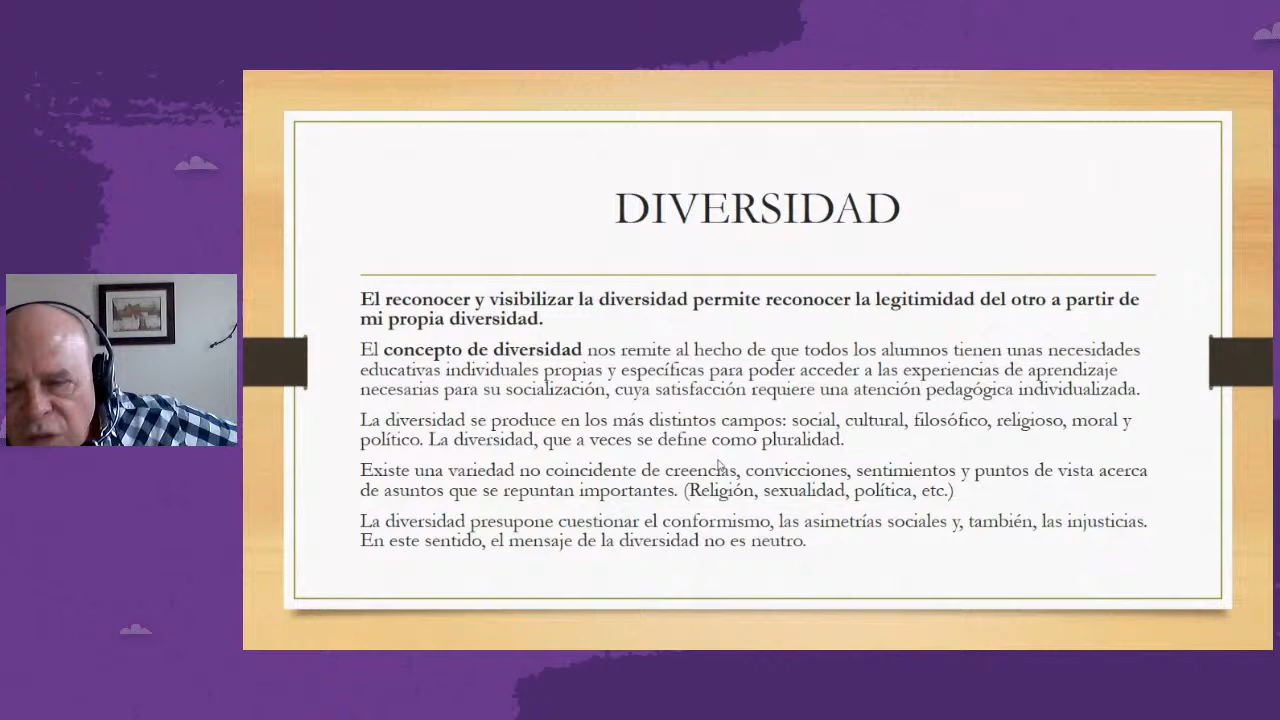 DIVERSIDAD
El reconocer y visibilizar la diversidad permite reconocer la legitimidad del otro a partir de
mi propia diversidad.
El concepto de diversidad nos remite al hecho de que todos los alumnos tienen unas necesidades
educativas individuales propias y específicas para poder acceder a las experiencias de aprendizaje
necesarias para su socialización, cuya satisfacción requiere una atención pedagógica individualizada.
La diversidad se produce en los más distintos campos: social, cultural, filosófico, religioso, moral y
político. La diversidad, que a veces se define como pluralidad.
Existe una variedad no coincidente de creencias, convicciones, sentimientos y puntos de vista acerca
de asuntos que se repuntan importantes. (Religión, sexualidad, política, etc.)
La diversidad presupone cuestionar el conformismo, las asimetrías sociales y, también, las injusticias.
En este sentido, el mensaje de la diversidad no es neutro.